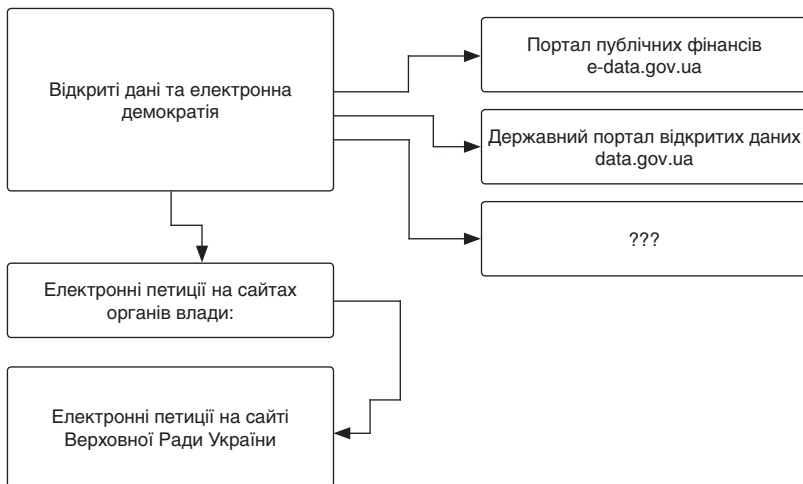 Відкриті дані та електронна
демократія
Портал публічних фінансів
e-data.gov.ua
Державний портал відкритих даних
data.gov.ua
???
Електронні петиції на сайтах
органів влади:
Електронні петиції на сайті
Верховної Ради України